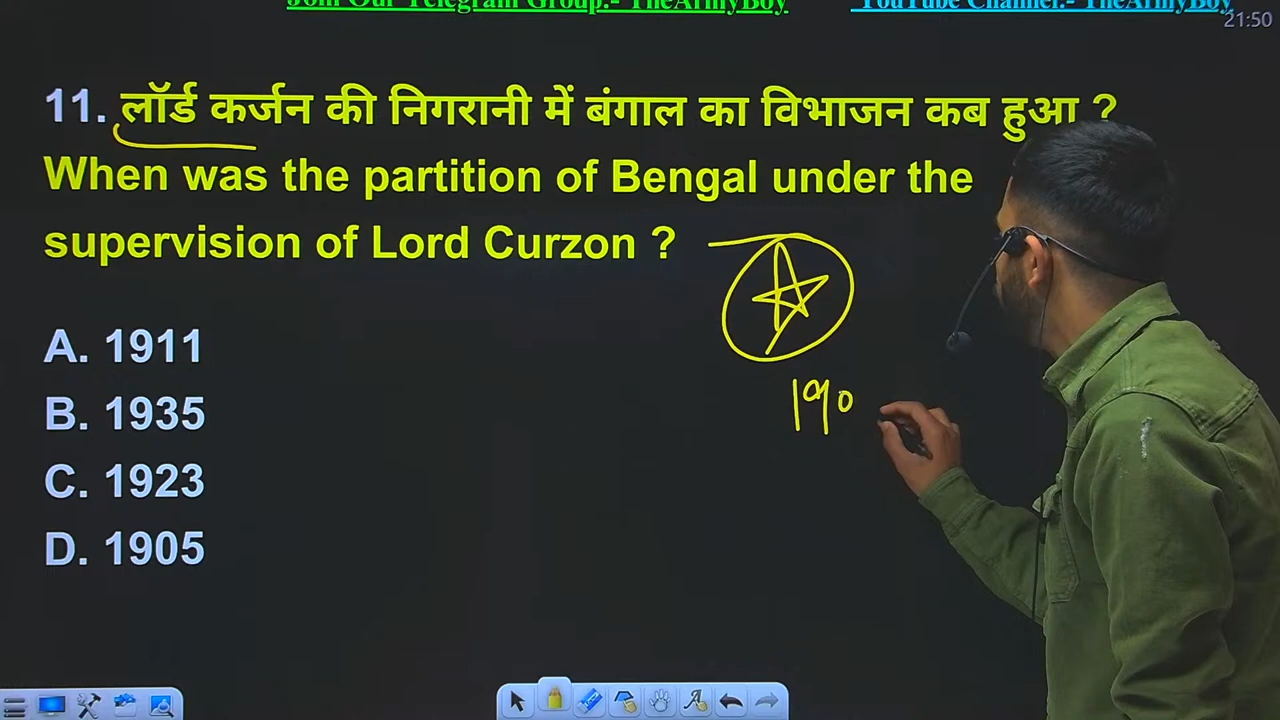 Join Our Telegram Group.- TheArmyBoy YouTube Channel.- TheArmyBoy
21:50
11. लॉर्ड कर्जन की निगरानी में बंगाल का विभाजन कब हुआ ?
When was the partition of Bengal under the
supervision of Lord Curzon ?
190
A. 1911
B. 1935
C. 1923
D. 1905